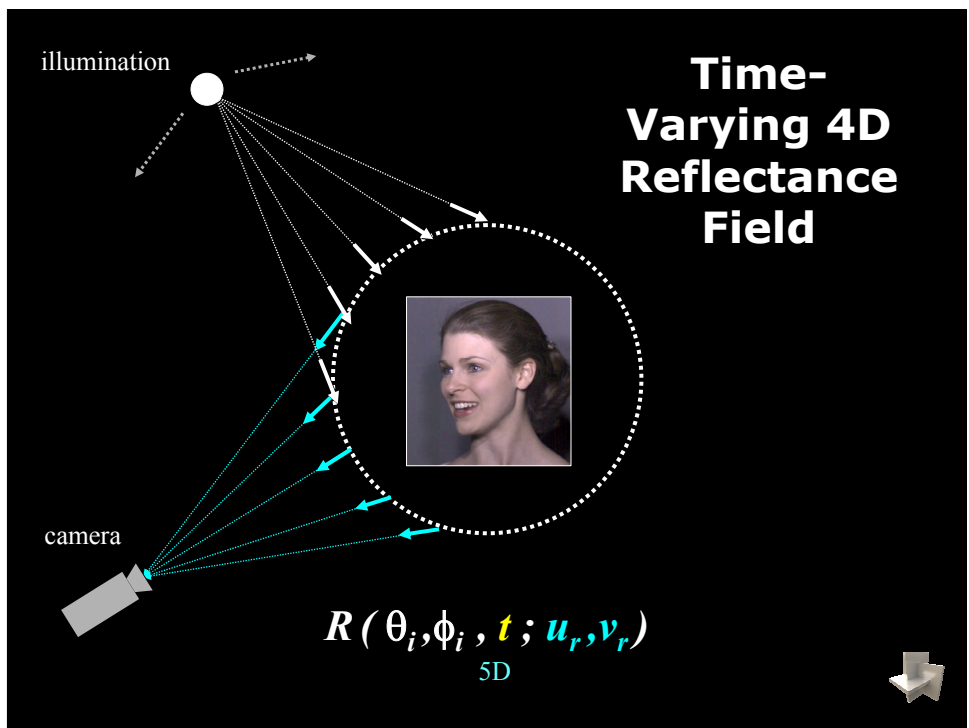 illumination
Time-
Varying 4D
Reflectance
Field
camera
R ( θi ,ϕi , t ; ur ,vr )
5D